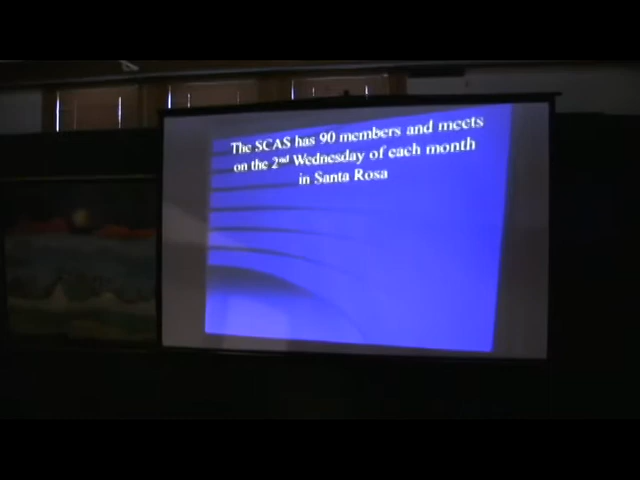 The SCAS has 90 members and meets
on the 2nd Wednesday of each month
in Santa Rosa